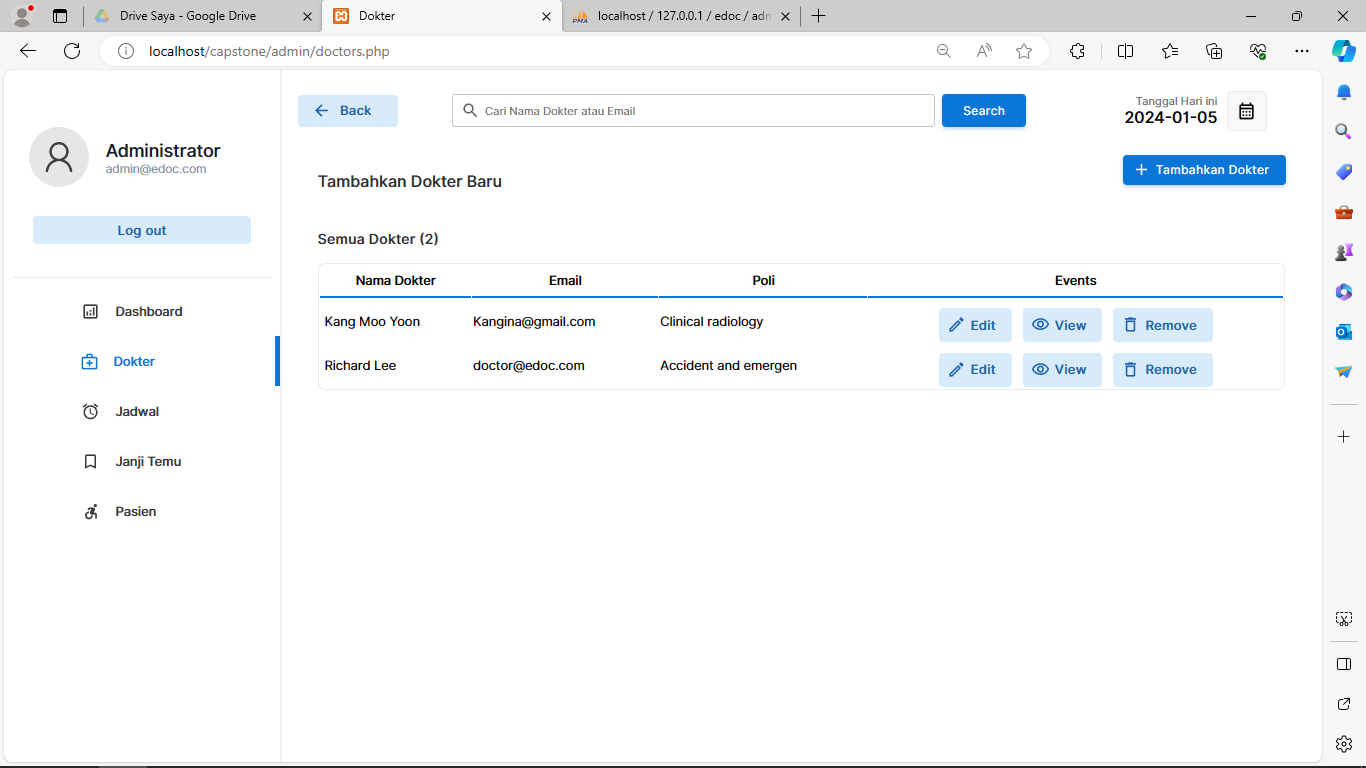 Drive Saya - Google Drive
Dokter
localhost / 127.0.0.1 / edoc / adm
localhost/capstone/admin/doctors.php
Administrator
admin@edoc.com
Log out
Dashboard
Dokter
Jadwal
Janji Temu
Pasien
Back
Cari Nama Dokter atau Email
Search
Tanggal Hari ini
2024-01-05
Tambahkan Dokter Baru
+ Tambahkan Dokter
Semua Dokter (2)
Nama Dokter Email Poli Events
Kang Moo Yoon Kangina@gmail.com Clinical radiology Edit View Remove
Richard Lee doctor@edoc.com Accident and emergen Edit View Remove